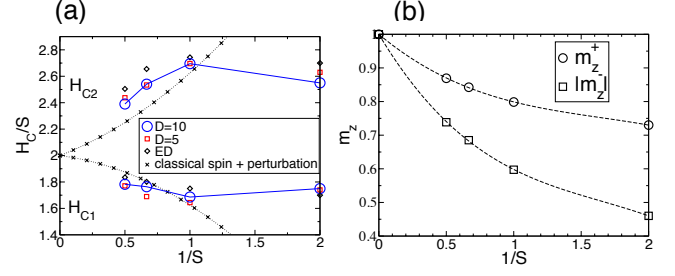 (a)
(b)
2.8
2.6
2.4
2.2
2
1.8
1.6
1.4
H_C/S
H_C2
H_C1
D=10
D=5
ED
classical spin + perturbation
0 0.5 1 1.5 2
1/S
1
0.9
0.8
0.7
0.6
0.5
0.4
m_z
m_z^+
|m_z^-|
0 0.5 1 1.5 2
1/S